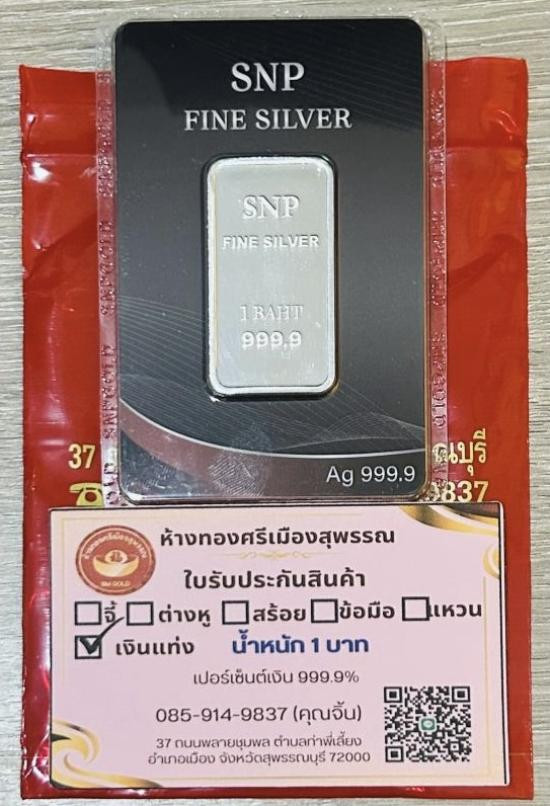 SNP
FINE SILVER
SNP
FINE SILVER
1 BAHT
999.9
Ag 999.9
37
ณบุรี
837
ห้างทองศรีเมืองสุพรรณ
ใบรับประกันสินค้า
จี้ ต่างหู สร้อย ข้อมือ แหวน
เงินแท่ง น้ำหนัก 1 บาท
เปอร์เซ็นต์เงิน 999.9%
085-914-9837 (คุณจิ้น)
37 ถนนพลายชุมพล ตำบลท่าพี่เลี้ยง
อำเภอเมือง จังหวัดสุพรรณบุรี 72000